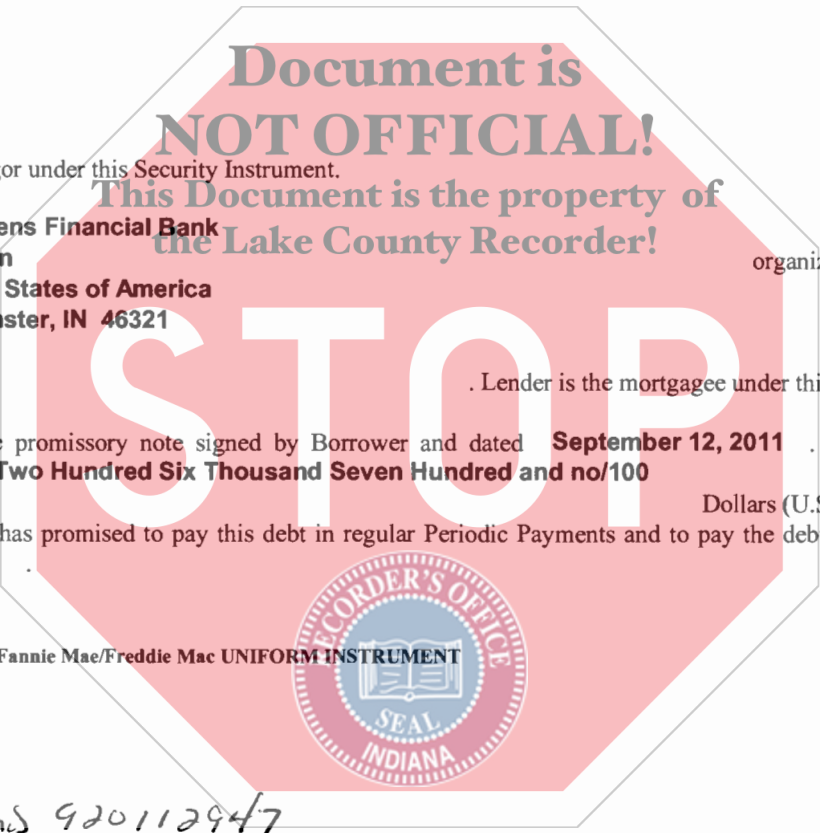 Document is
NOT OFFICIAL!
or under this Security Instrument.
This Document is the property of
ens Financial Bank
the Lake County Recorder!
n
organiz
States of America
ster, IN 46321
STOP
. Lender is the mortgagee under thi
promissory note signed by Borrower and dated September 12, 2011 .
Two Hundred Six Thousand Seven Hundred and no/100
Dollars (U.S
has promised to pay this debt in regular Periodic Payments and to pay the deb
.
Fannie Mae/Freddie Mac UNIFORM INSTRUMENT
RECORDER'S OFFICE
SEAL
INDIANA
920112947